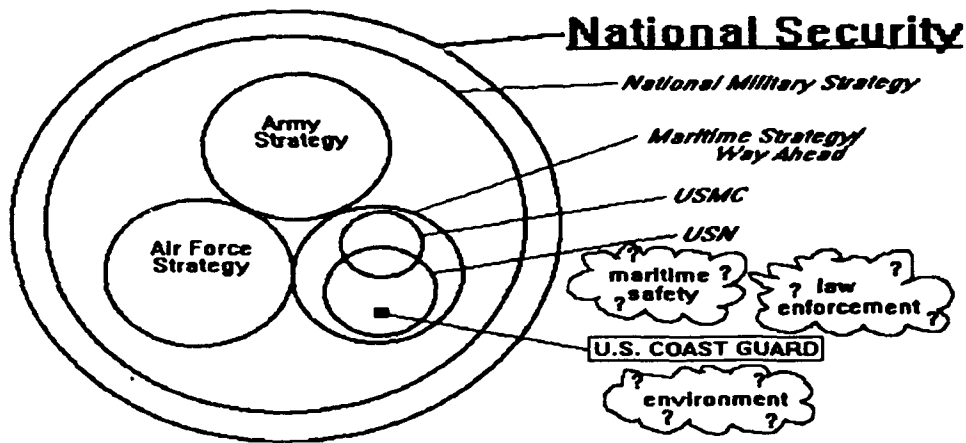 National Security
National Military Strategy
Army
Strategy
Maritime Strategy/
Way Ahead
USMC
Air Force
Strategy
USN
? maritime ?
? safety
?
? law
enforcement ?
U.S. COAST GUARD
? ?
environment
? ?